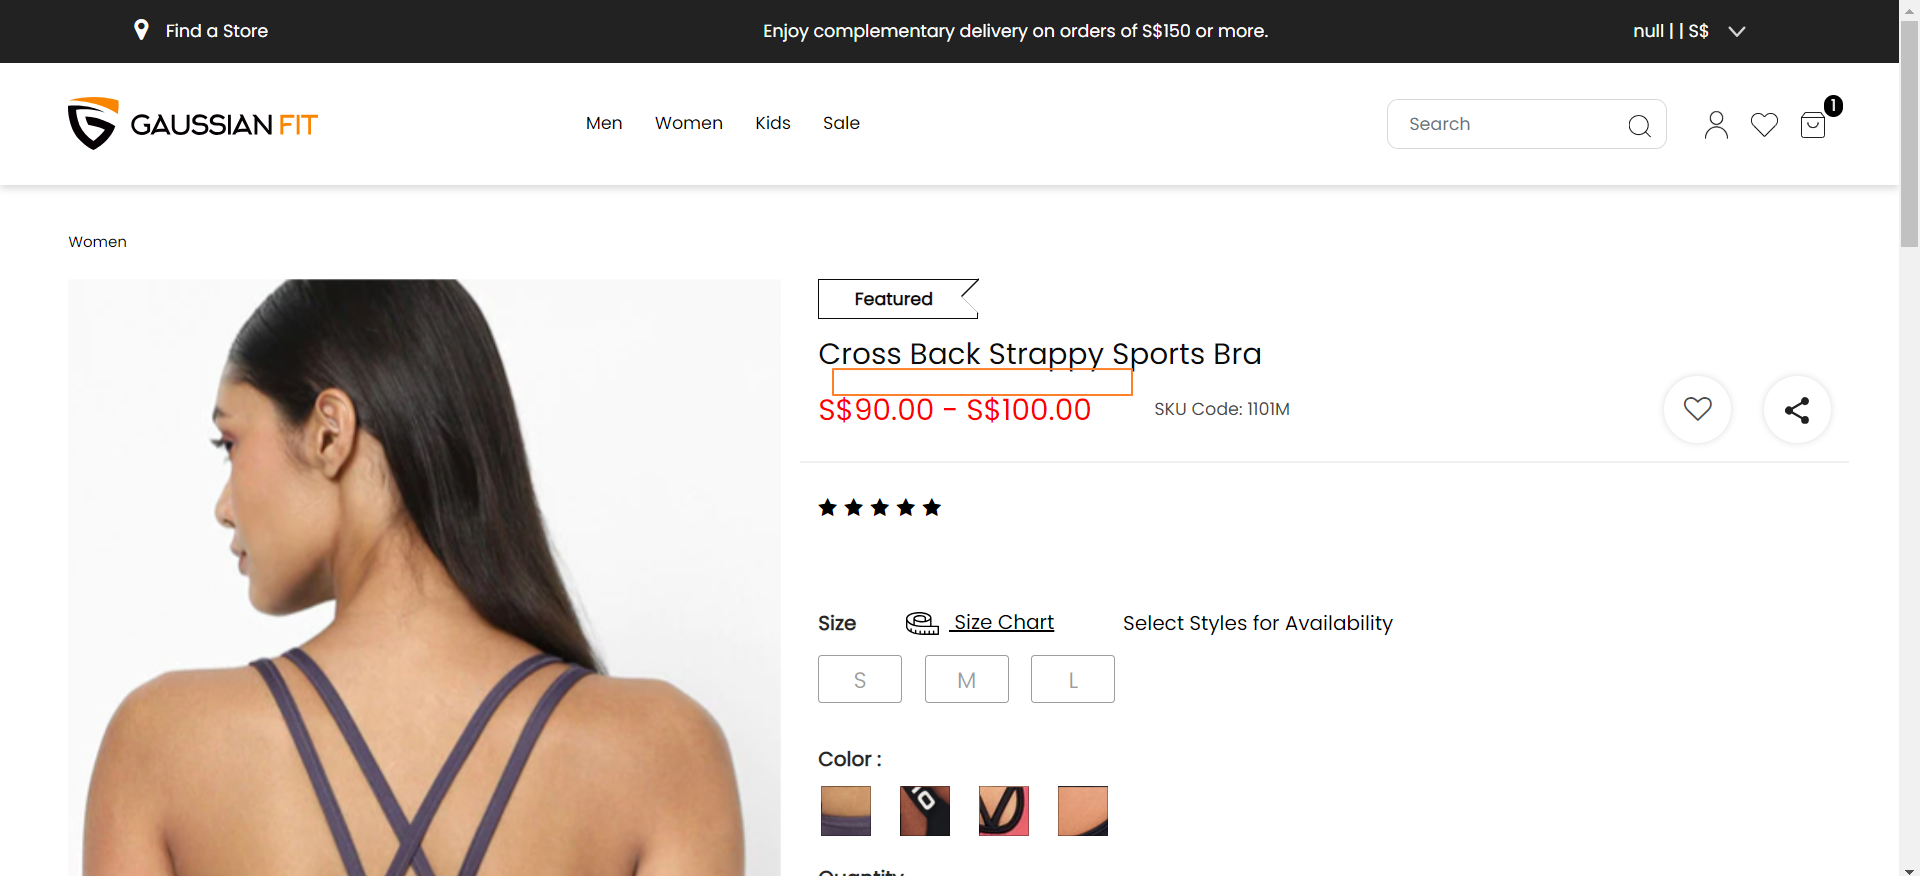 Find a Store
Enjoy complementary delivery on orders of S$150 or more.
null | | S$
GAUSSIAN FIT
Men
Women
Kids
Sale
Search
1
Women
Featured
Cross Back Strappy Sports Bra
S$90.00 - S$100.00
SKU Code: 1101M
Size
Size Chart
Select Styles for Availability
S
M
L
Color :
Quantity